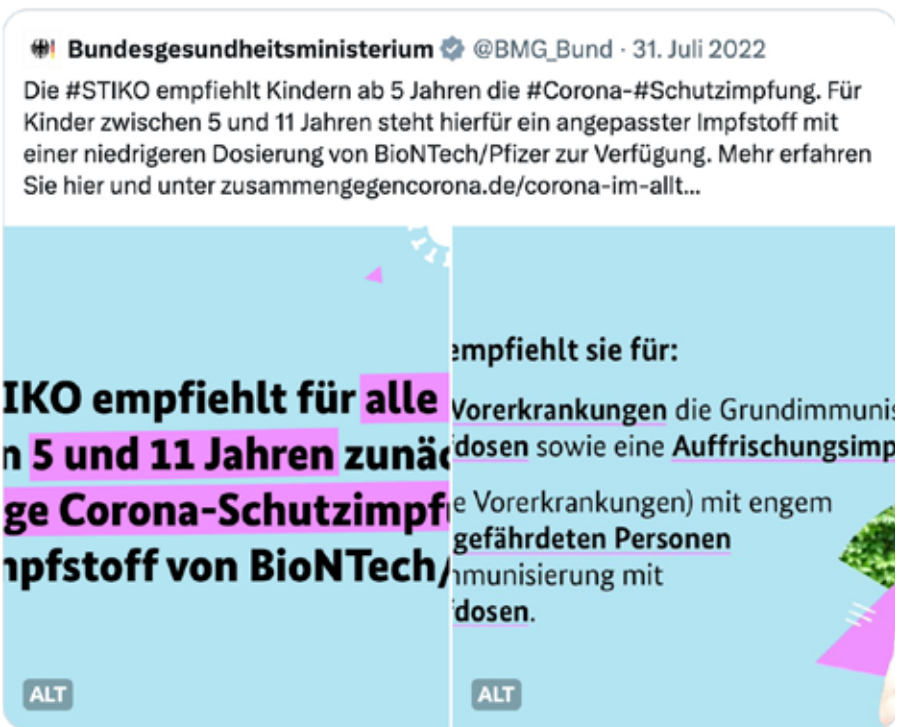 Bundesgesundheitsministerium @BMG_Bund · 31. Juli 2022
Die #STIKO empfiehlt Kindern ab 5 Jahren die #Corona-#Schutzimpfung. Für
Kinder zwischen 5 und 11 Jahren steht hierfür ein angepasster Impfstoff mit
einer niedrigeren Dosierung von BioNTech/Pfizer zur Verfügung. Mehr erfahren
Sie hier und unter zusammengegencorona.de/corona-im-allt...
IKO empfiehlt für alle
n 5 und 11 Jahren zunäc
ge Corona-Schutzimpf
mpfstoff von BioNTech/
ALT
empfiehlt sie für:
Vorerkrankungen die Grundimmunis
dosen sowie eine Auffrischungsimp
e Vorerkrankungen) mit engem
gefährdeten Personen
mmunisierung mit
dosen.
ALT